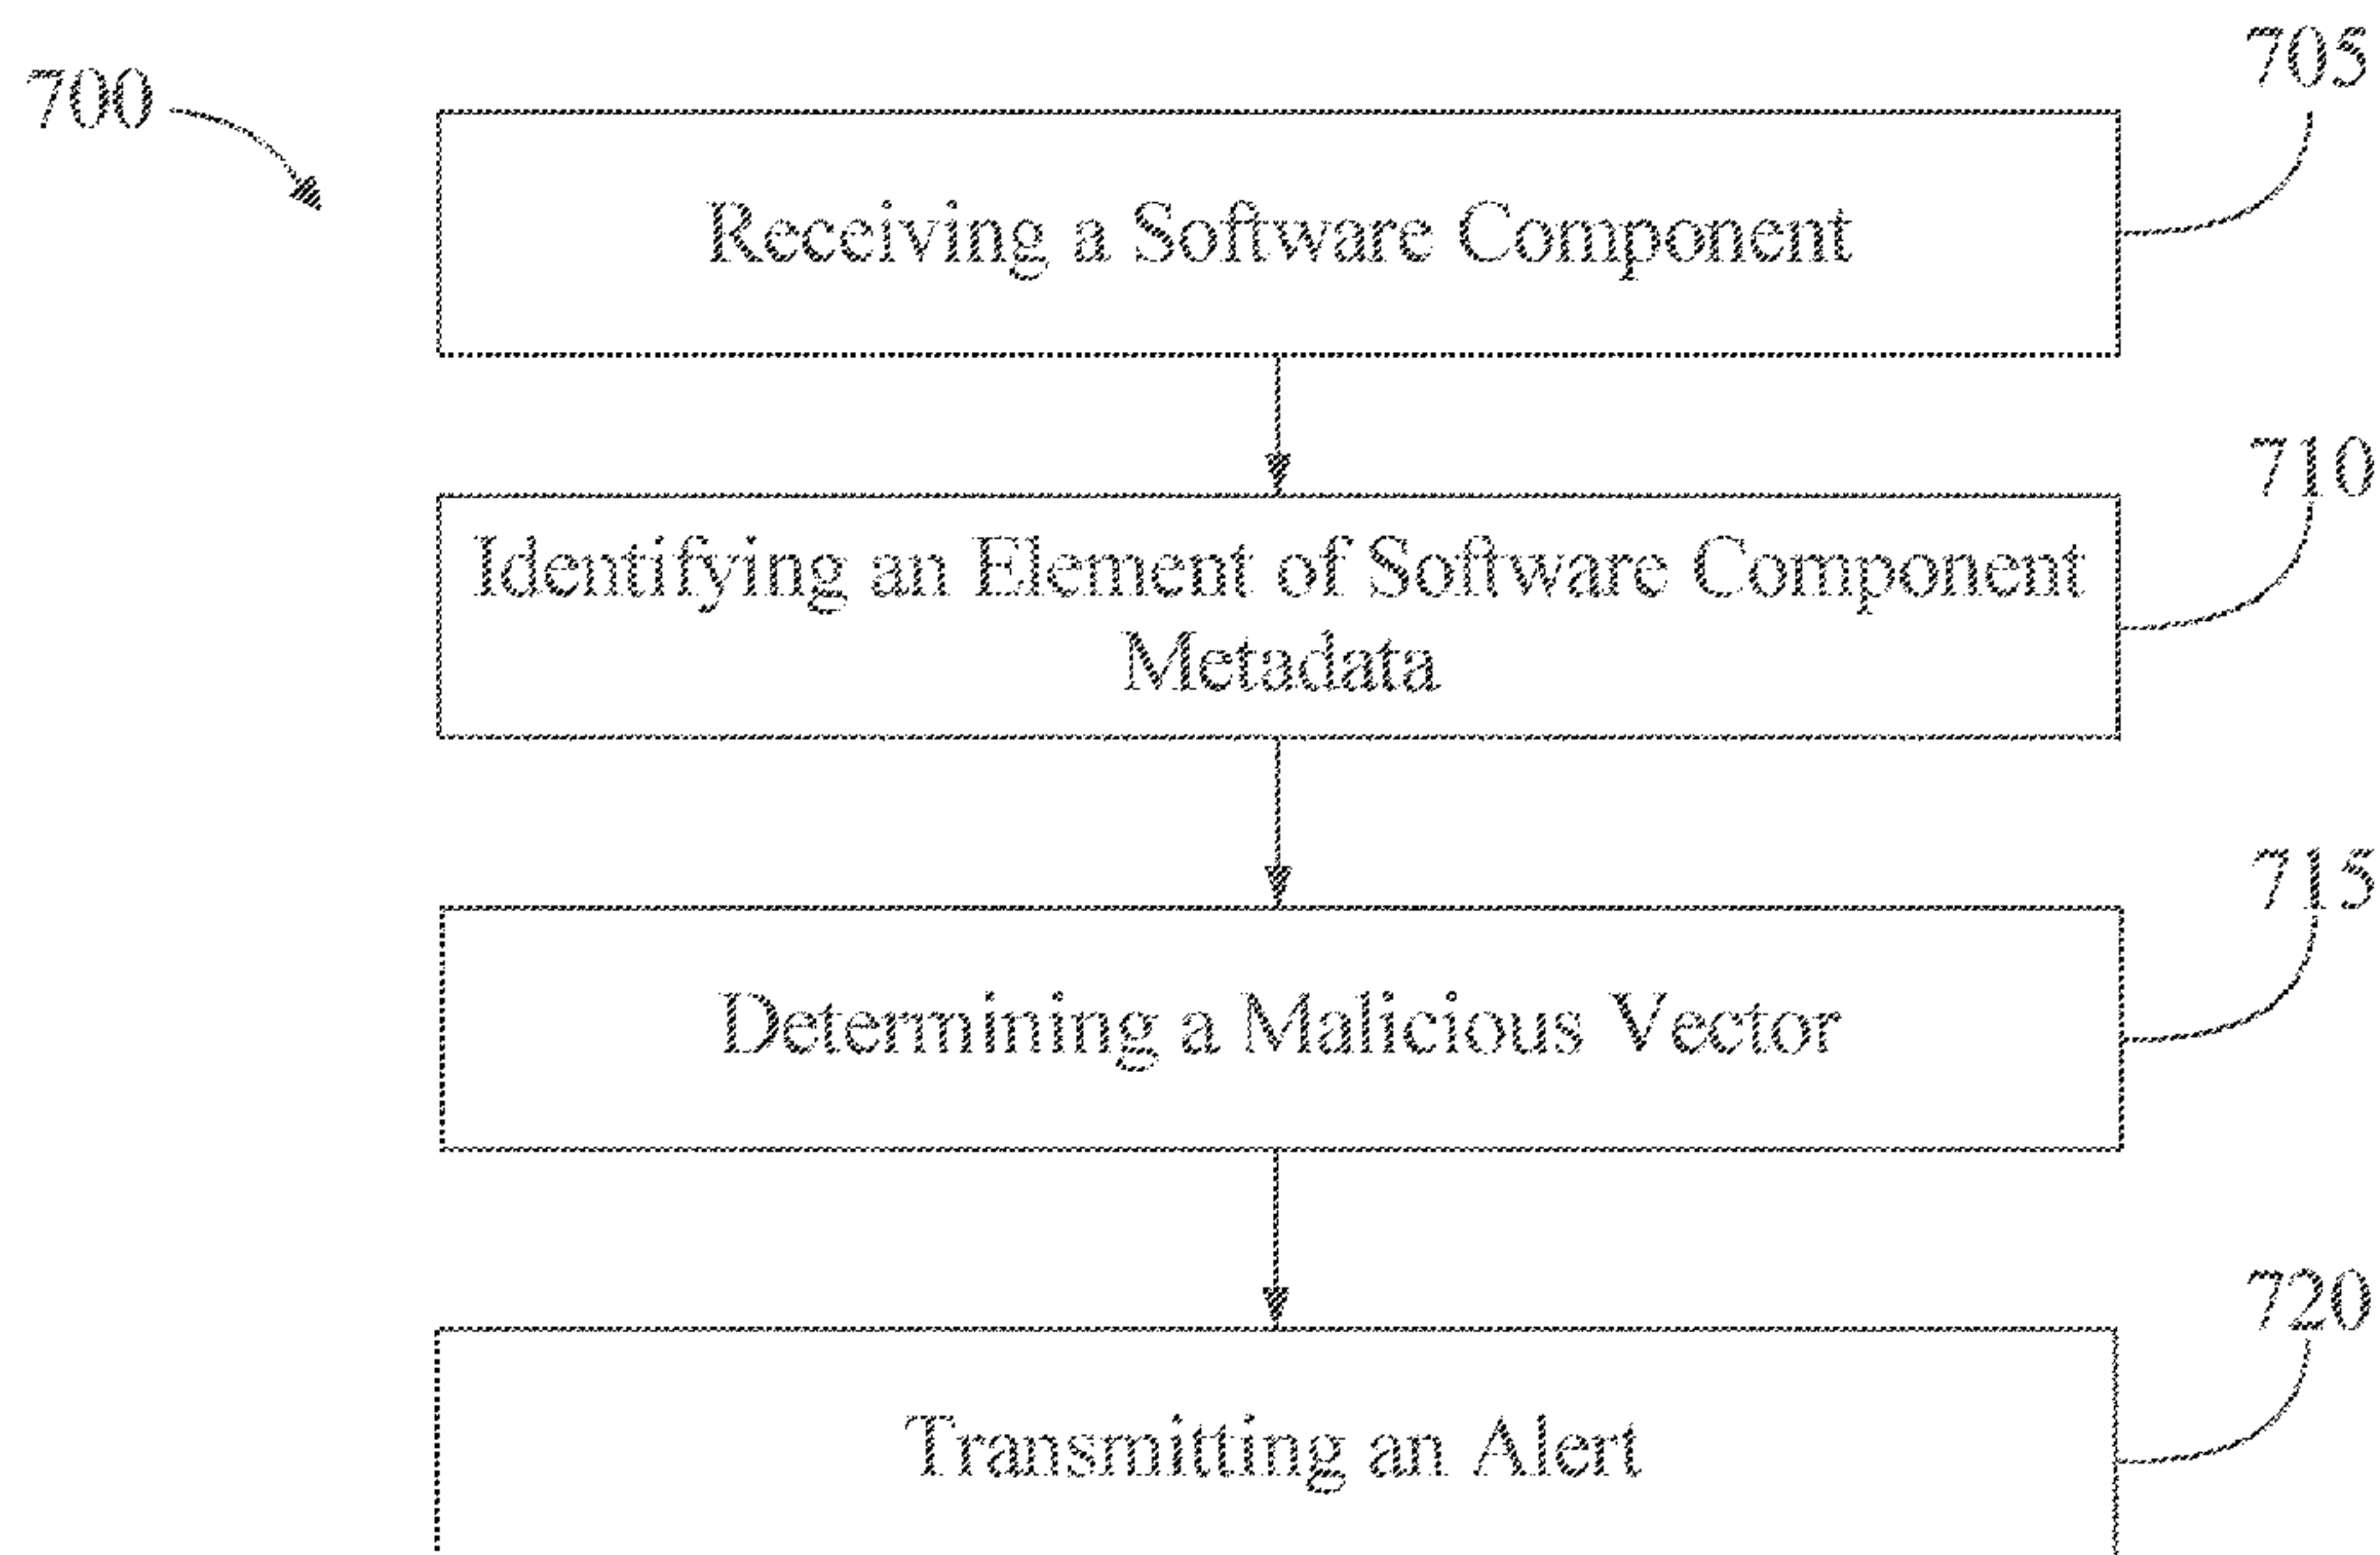 700
705
Receiving a Software Component
710
Identifying an Element of Software Component
Metadata
715
Determining a Malicious Vector
720
Transmitting an Alert